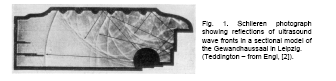 Fig. 1. Schlieren photograph
showing reflections of ultrasound
wave fronts in a sectional model of
the Gewandhaussaal in Leipzig.
(Teddington – from Engl, [2]).